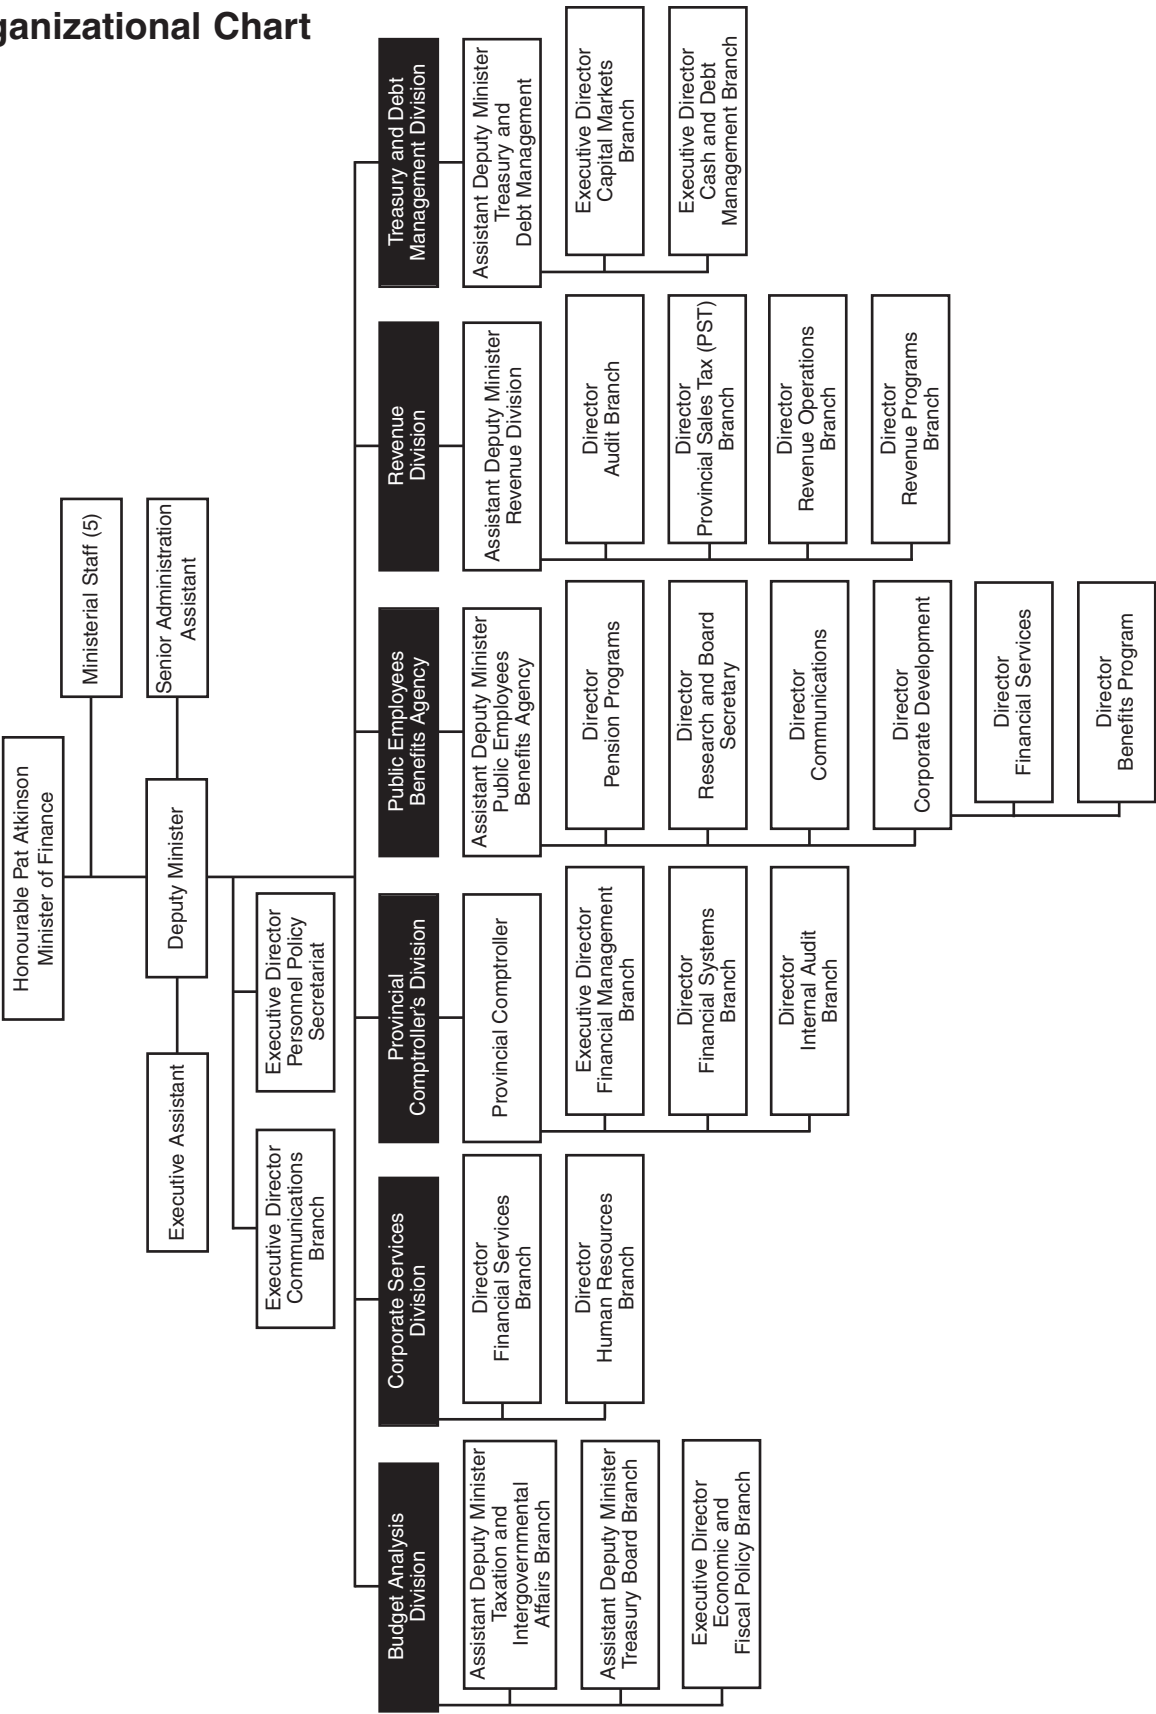 ganizational Chart
Honourable Pat Atkinson
Minister of Finance
Ministerial Staff (5)
Executive Assistant
Deputy Minister
Senior Administration
Assistant
Executive Director
Communications
Branch
Executive Director
Personnel Policy
Secretariat
Budget Analysis
Division
Assistant Deputy Minister
Taxation and
Intergovernmental
Affairs Branch
Assistant Deputy Minister
Treasury Board Branch
Executive Director
Economic and
Fiscal Policy Branch
Corporate Services
Division
Director
Financial Services
Branch
Director
Human Resources
Branch
Provincial
Comptroller's Division
Provincial Comptroller
Executive Director
Financial Management
Branch
Director
Financial Systems
Branch
Director
Internal Audit
Branch
Public Employees
Benefits Agency
Assistant Deputy Minister
Public Employees
Benefits Agency
Director
Pension Programs
Director
Research and Board
Secretary
Director
Communications
Director
Corporate Development
Director
Financial Services
Director
Benefits Program
Revenue
Division
Assistant Deputy Minister
Revenue Division
Director
Audit Branch
Director
Provincial Sales Tax (PST)
Branch
Director
Revenue Operations
Branch
Director
Revenue Programs
Branch
Treasury and Debt
Management Division
Assistant Deputy Minister
Treasury and
Debt Management
Executive Director
Capital Markets
Branch
Executive Director
Cash and Debt
Management Branch